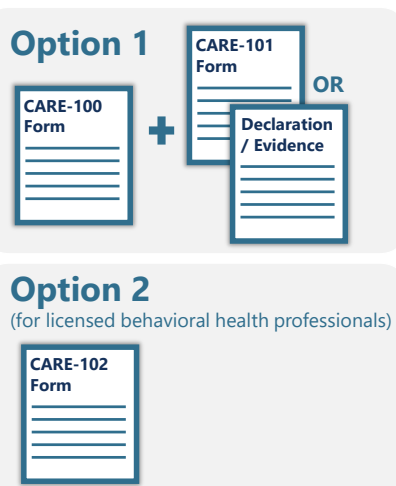 Option 1
CARE-100
Form
CARE-101
Form
OR
Declaration
/ Evidence
Option 2
(for licensed behavioral health professionals)
CARE-102
Form